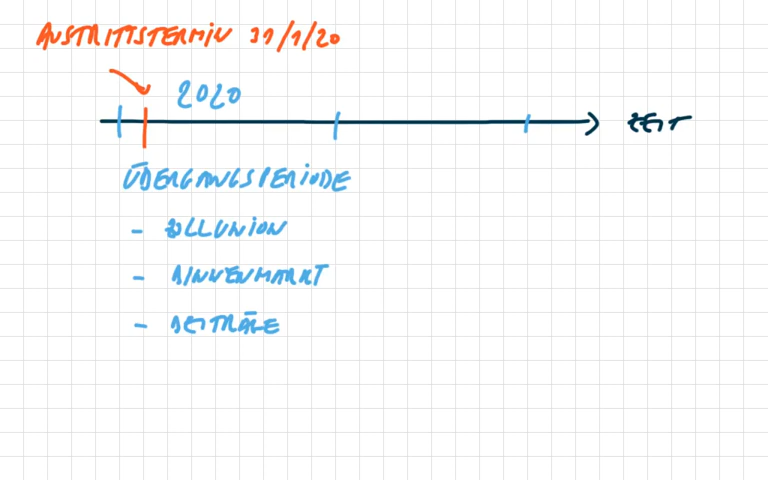 AUSTRITTSTERMIN 31/1/20
2020
ZEIT
ÜBERGANGSPERIODE
- ZOLLUNION
- BINNENMARKT
- BEITRÄGE